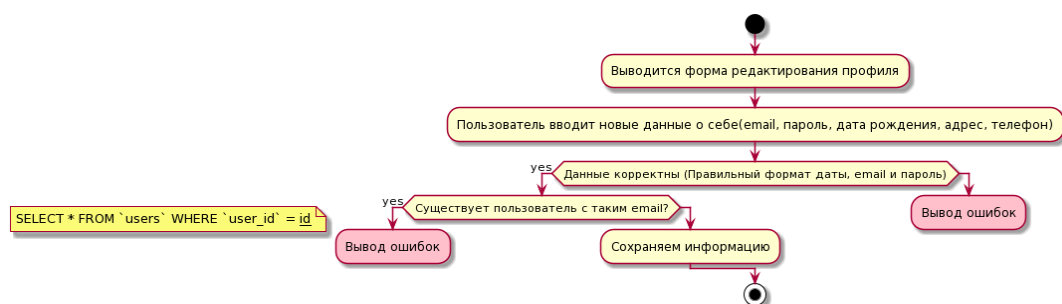 Выводится форма редактирования профиля
Пользователь вводит новые данные о себе(email, пароль, дата рождения, адрес, телефон)
yes
Данные корректны (Правильный формат даты, email и пароль)
yes
Существует пользователь с таким email?
Вывод ошибок
SELECT * FROM `users` WHERE `user_id` = id
Вывод ошибок
Сохраняем информацию